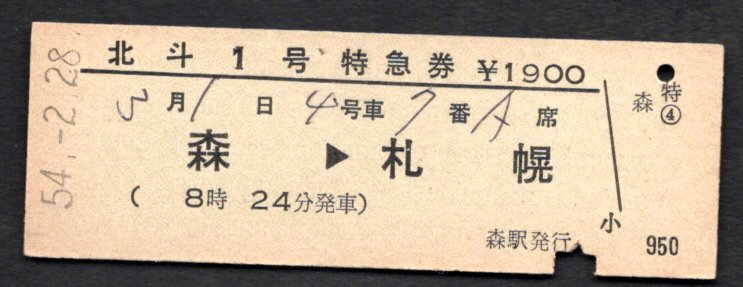 54.-2.28
北斗1号特急券 ¥1900
3月1日 4号車7番A席
森▶札幌
(8時24分発車)
森駅発行
小
特
森④
950